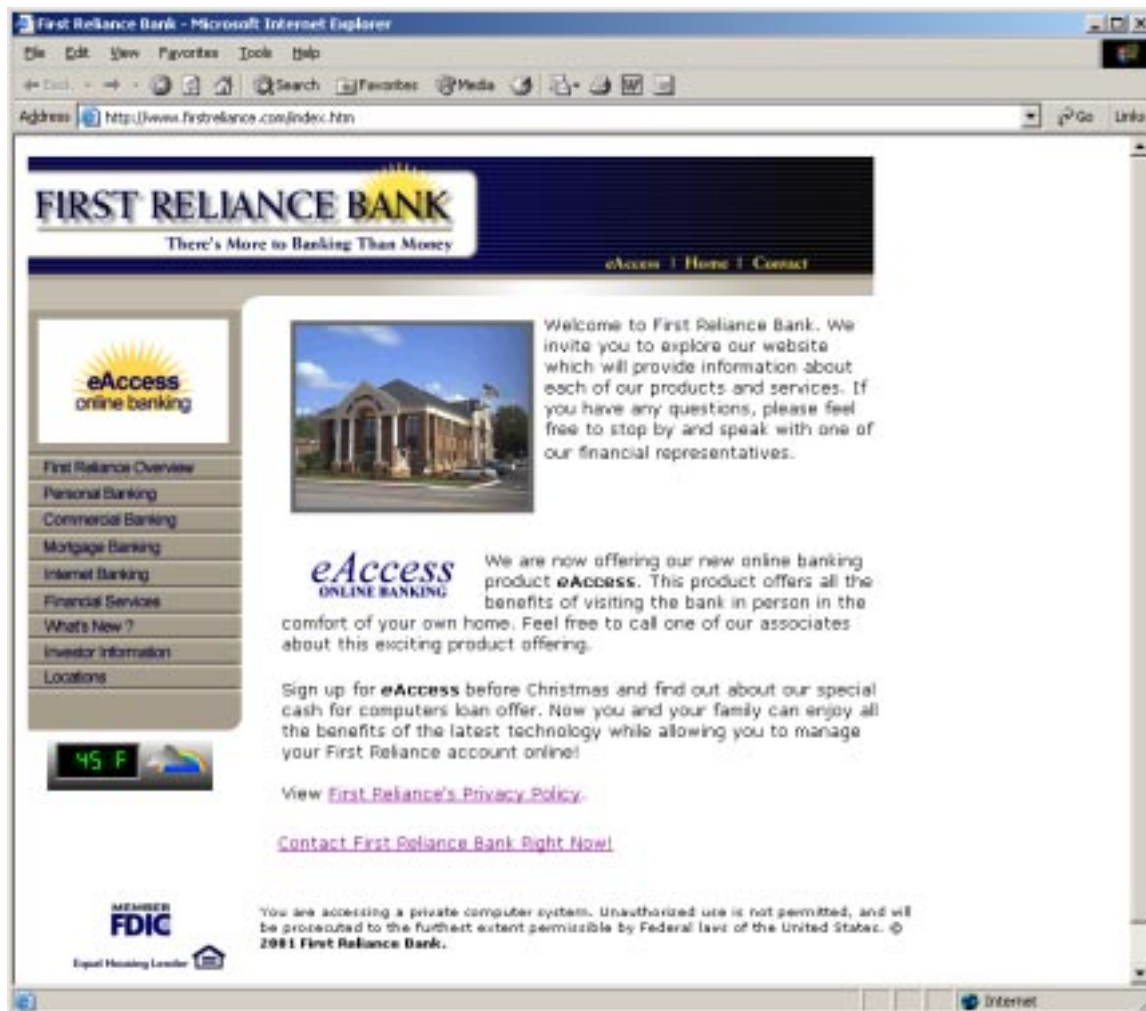 First Reliance Bank - Microsoft Internet Explorer
File Edit View Favorites Tools Help
Back Search Favorites Media
Address http://www.firstreliance.com/index.htm Go Links
FIRST RELIANCE BANK
There's More to Banking Than Money
eAccess | Home | Contact
eAccess
online banking
First Reliance Overview
Personal Banking
Commercial Banking
Mortgage Banking
Internet Banking
Financial Services
What's New ?
Investor Information
Locations
45 F
Welcome to First Reliance Bank. We
invite you to explore our website
which will provide information about
each of our products and services. If
you have any questions, please feel
free to stop by and speak with one of
our financial representatives.
eAccess
ONLINE BANKING
We are now offering our new online banking
product eAccess. This product offers all the
benefits of visiting the bank in person in the
comfort of your own home. Feel free to call one of our associates
about this exciting product offering.
Sign up for eAccess before Christmas and find out about our special
cash for computers loan offer. Now you and your family can enjoy all
the benefits of the latest technology while allowing you to manage
your First Reliance account online!
View First Reliance's Privacy Policy.
Contact First Reliance Bank Right Now!
MEMBER
FDIC
Equal Housing Lender
You are accessing a private computer system. Unauthorized use is not permitted, and will
be prosecuted to the furthest extent permissible by Federal laws of the United States. ©
2001 First Reliance Bank.
Internet